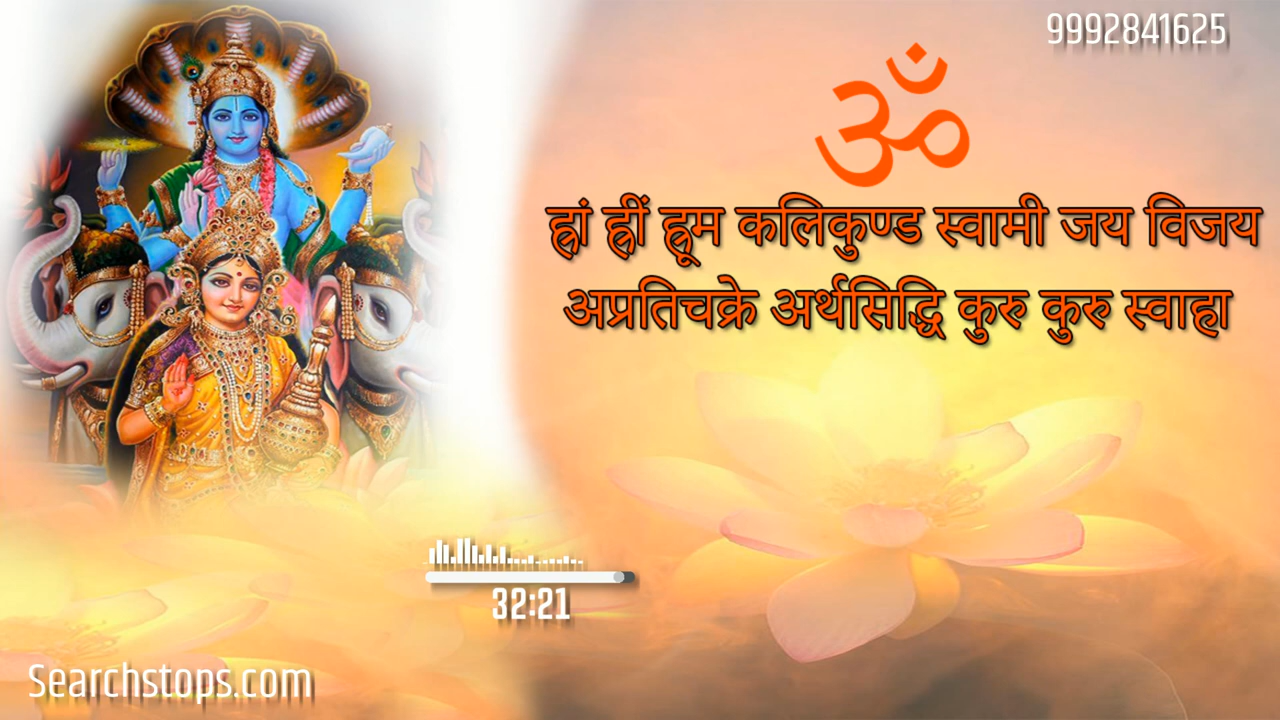 9992841625
ॐ
ह्रां ह्रीं ह्रूम कलिकुण्ड स्वामी जय विजय
अप्रतिचक्रे अर्थसिद्धि कुरु कुरु स्वाहा
32:21
Searchstops.com